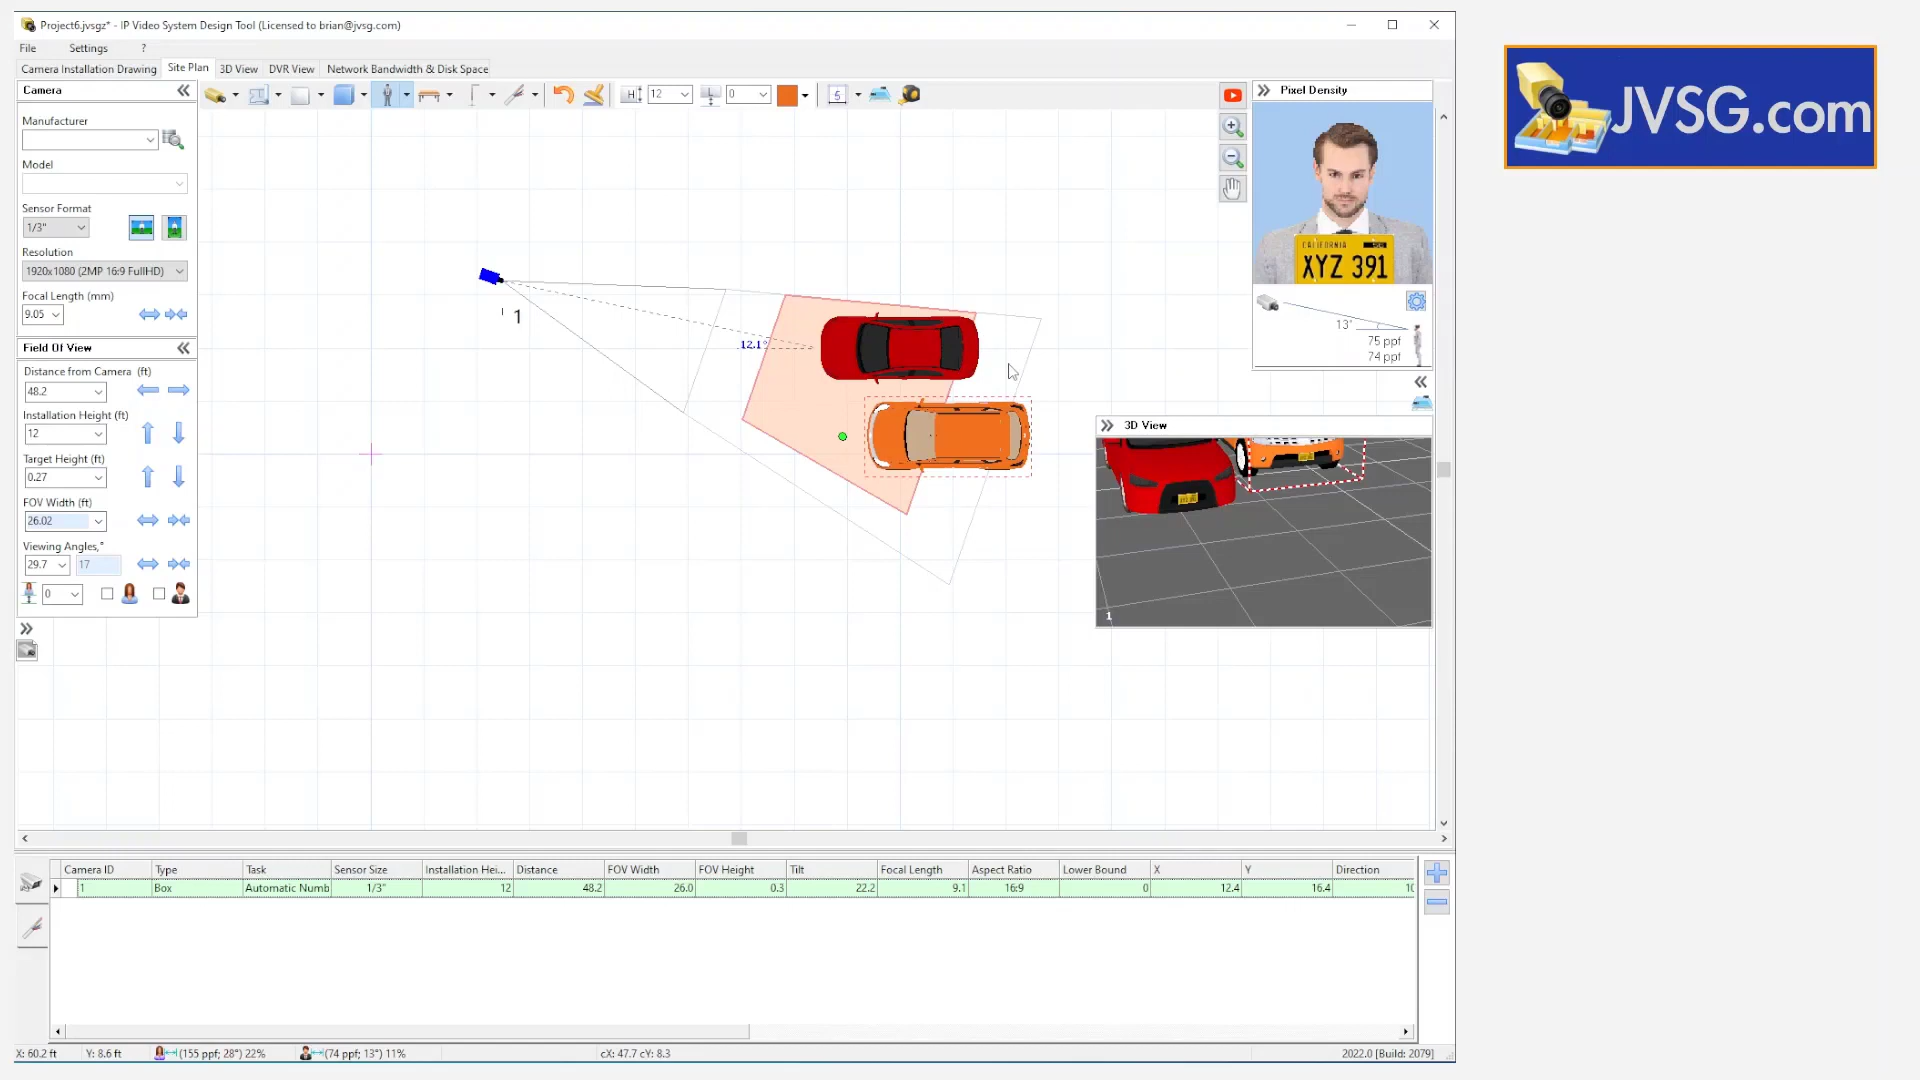 Project6.jvsgz* - IP Video System Design Tool (Licensed to brian@jvsg.com)
File Settings ?
Camera Installation Drawing Site Plan 3D View DVR View Network Bandwidth & Disk Space
Camera
Manufacturer
Model
Sensor Format
1/3"
Resolution
1920x1080 (2MP 16:9 FullHD)
Focal Length (mm)
9.05
Field Of View
Distance from Camera (ft)
48.2
Installation Height (ft)
12
Target Height (ft)
0.27
FOV Width (ft)
26.02
Viewing Angles,°
29.7 17
0
H 12 0 5
1
12.1°
Pixel Density
CALIFORNIA
XYZ 391
13°
75 ppf
74 ppf
3D View
1
JVSG.com
Camera ID Type Task Sensor Size Installation Hei... Distance FOV Width FOV Height Tilt Focal Length Aspect Ratio Lower Bound X Y Direction
1 Box Automatic Numb 1/3" 12 48.2 26.0 0.3 22.2 9.1 16:9 0 12.4 16.4 10
X: 60.2 ft Y: 8.6 ft (155 ppf; 28°) 22% (74 ppf; 13°) 11% cX: 47.7 cY: 8.3 2022.0 [Build: 2079]